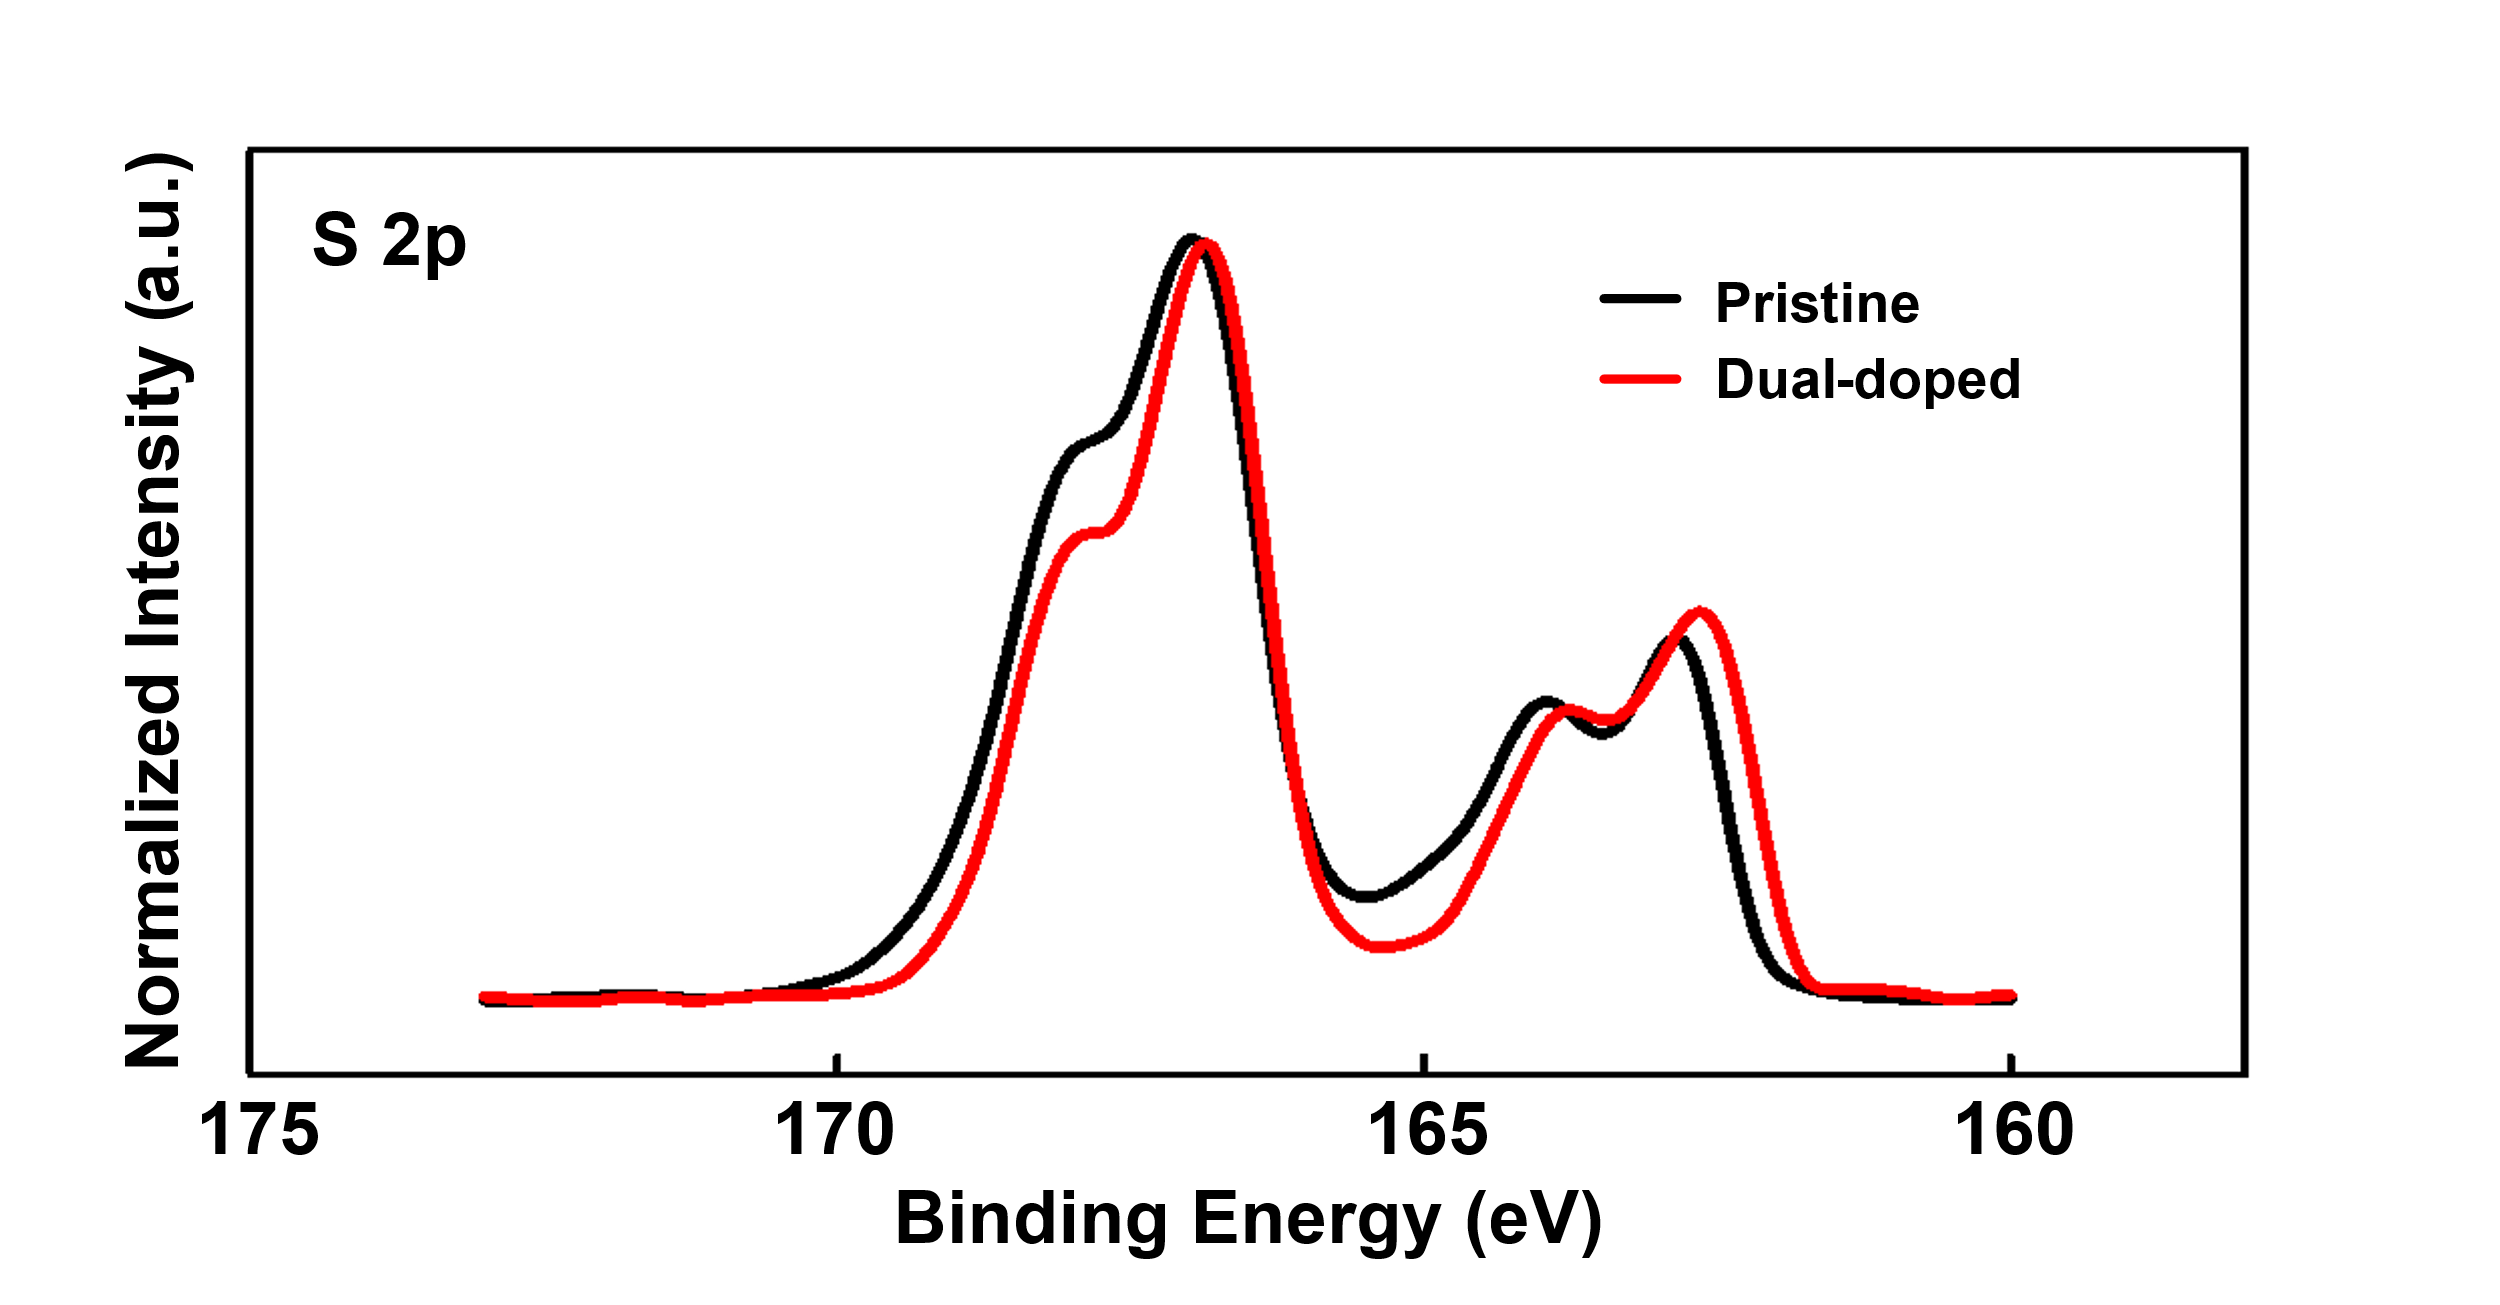 Normalized Intensity (a.u.)
S 2p
Pristine
Dual-doped
175
170
165
160
Binding Energy (eV)